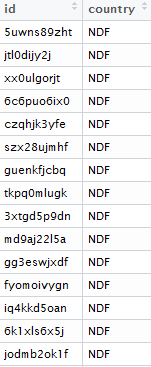 id country
5uwns89zht NDF
jtl0dijy2j NDF
xx0ulgorjt NDF
6c6puo6ix0 NDF
czqhjk3yfe NDF
szx28ujmhf NDF
guenkfjcbq NDF
tkpq0mlugk NDF
3xtgd5p9dn NDF
md9aj22l5a NDF
gg3eswjxdf NDF
fyomoivygn NDF
iq4kkd5oan NDF
6k1xls6x5j NDF
jodmb2ok1f NDF